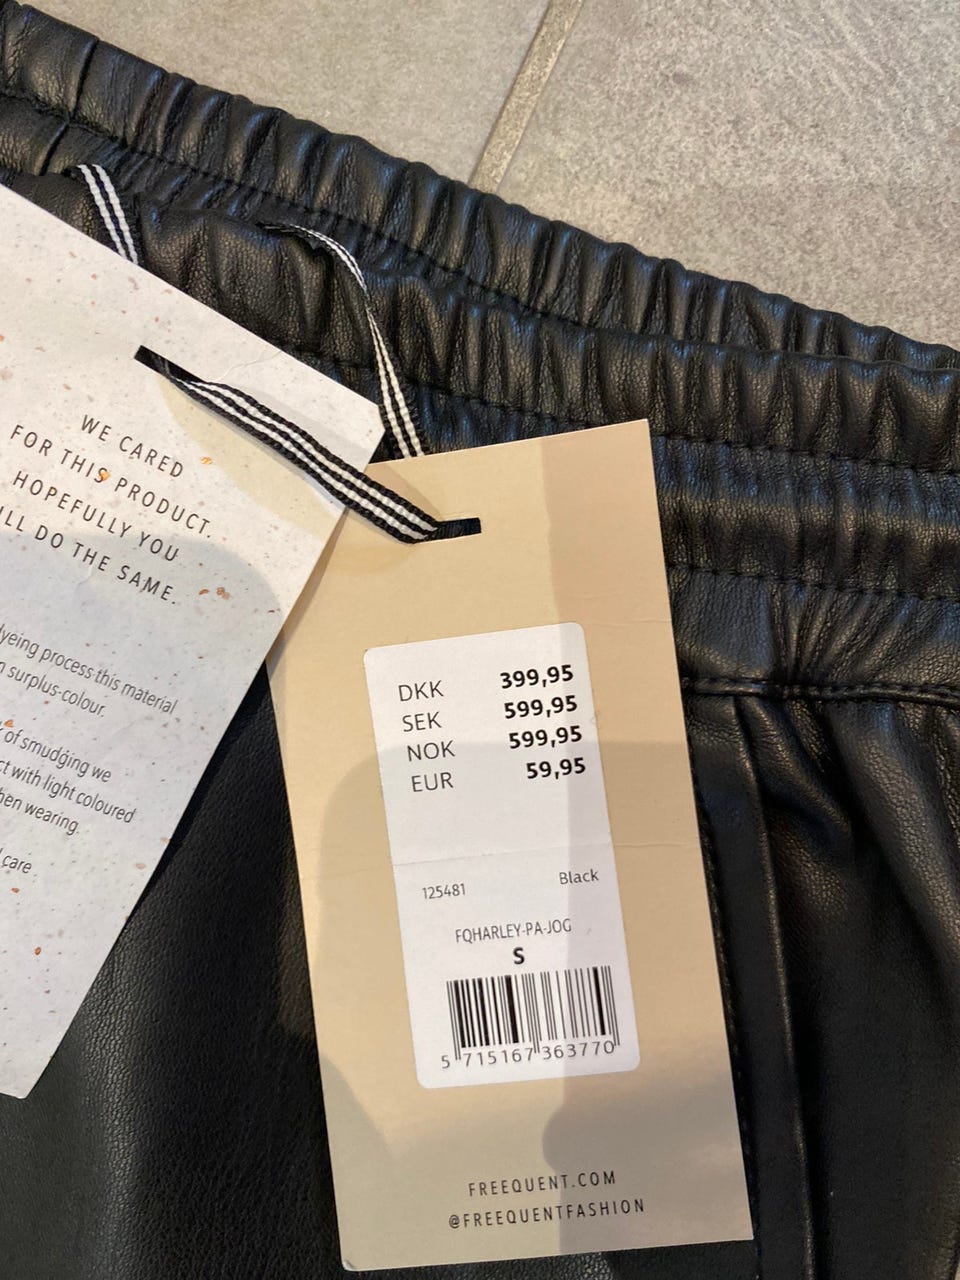 WE CARED
FOR THIS PRODUCT.
HOPEFULLY YOU
DO THE SAME.
process this material
surplus colour.
of smudging we
with light coloured
when wearing.
care
DKK 399,95
SEK 599,95
NOK 599,95
EUR 59,95
125481 Black
FQHARLEY-PA-JOG
S
5 715167 363770
FREEQUENT.COM
@FREEQUENTFASHION